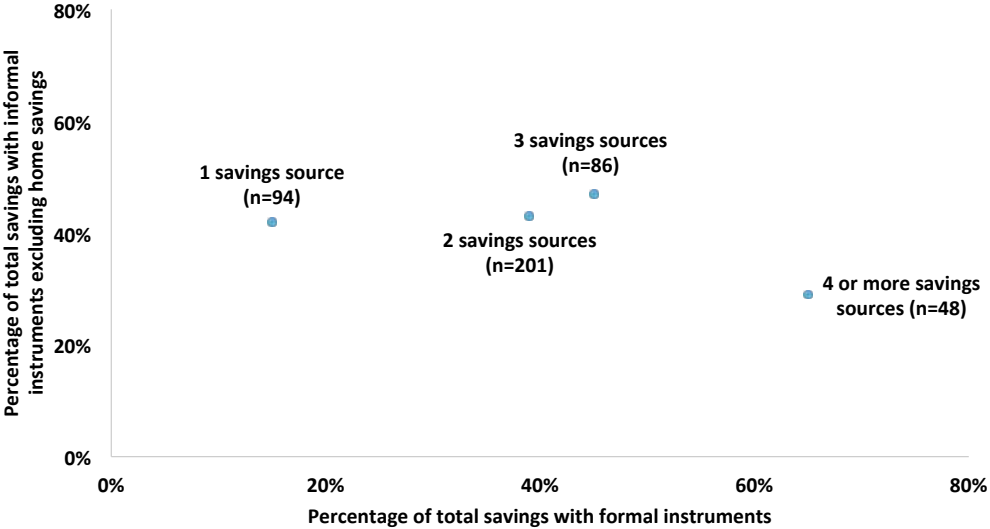 Percentage of total savings with informal
instruments excluding home savings
80%
60%
40%
20%
0%
1 savings source
(n=94)
3 savings sources
(n=86)
2 savings sources
(n=201)
4 or more savings
sources (n=48)
0%
20%
40%
60%
80%
Percentage of total savings with formal instruments